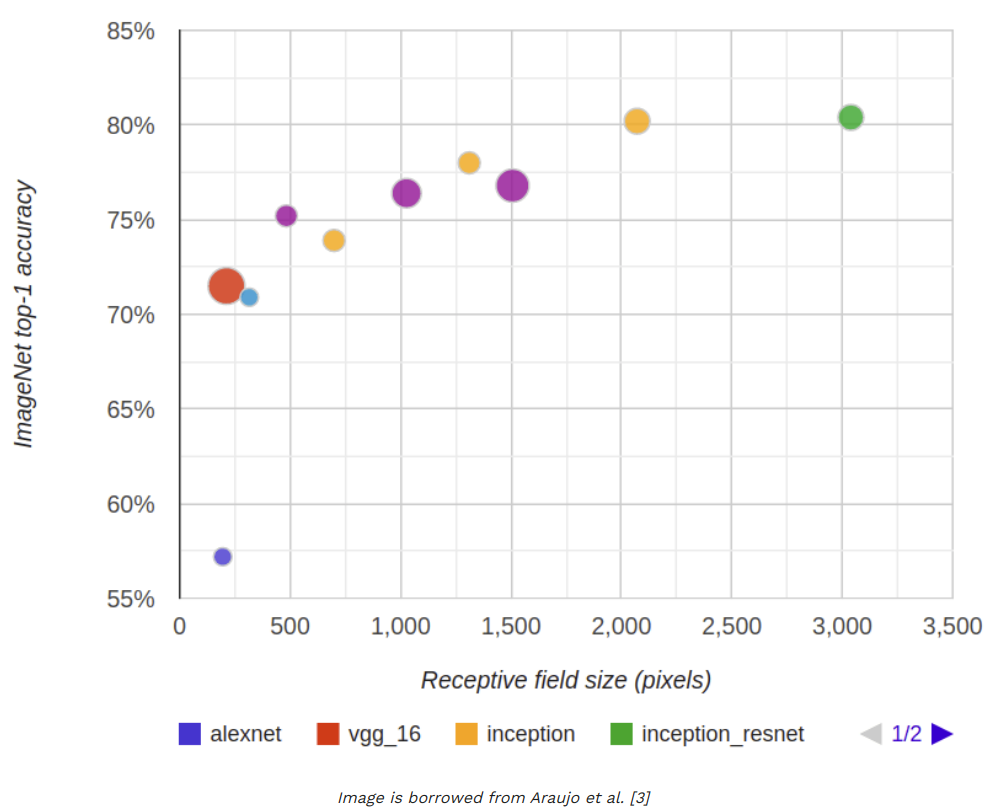 85%
80%
75%
70%
65%
60%
55%
ImageNet top-1 accuracy
0 500 1,000 1,500 2,000 2,500 3,000 3,500
Receptive field size (pixels)
alexnet vgg_16 inception inception_resnet 1/2
Image is borrowed from Araujo et al. [3]